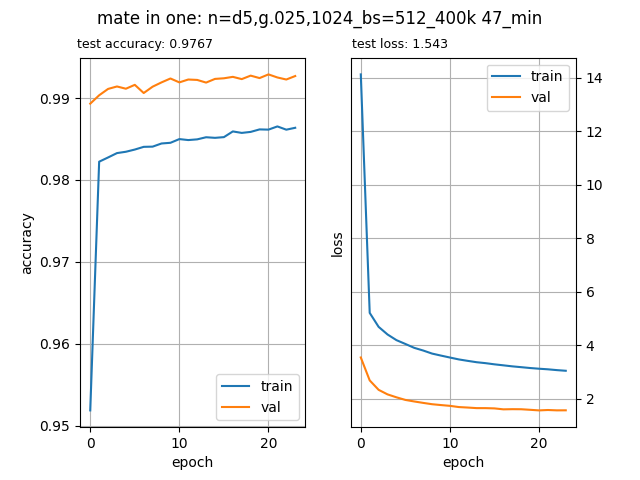 mate in one: n=d5,g.025,1024_bs=512_400k 47_min
test accuracy: 0.9767
test loss: 1.543
accuracy
0.99
0.98
0.97
0.96
0.95
train
val
0
10
20
epoch
loss
train
val
14
12
10
8
6
4
2
0
10
20
epoch